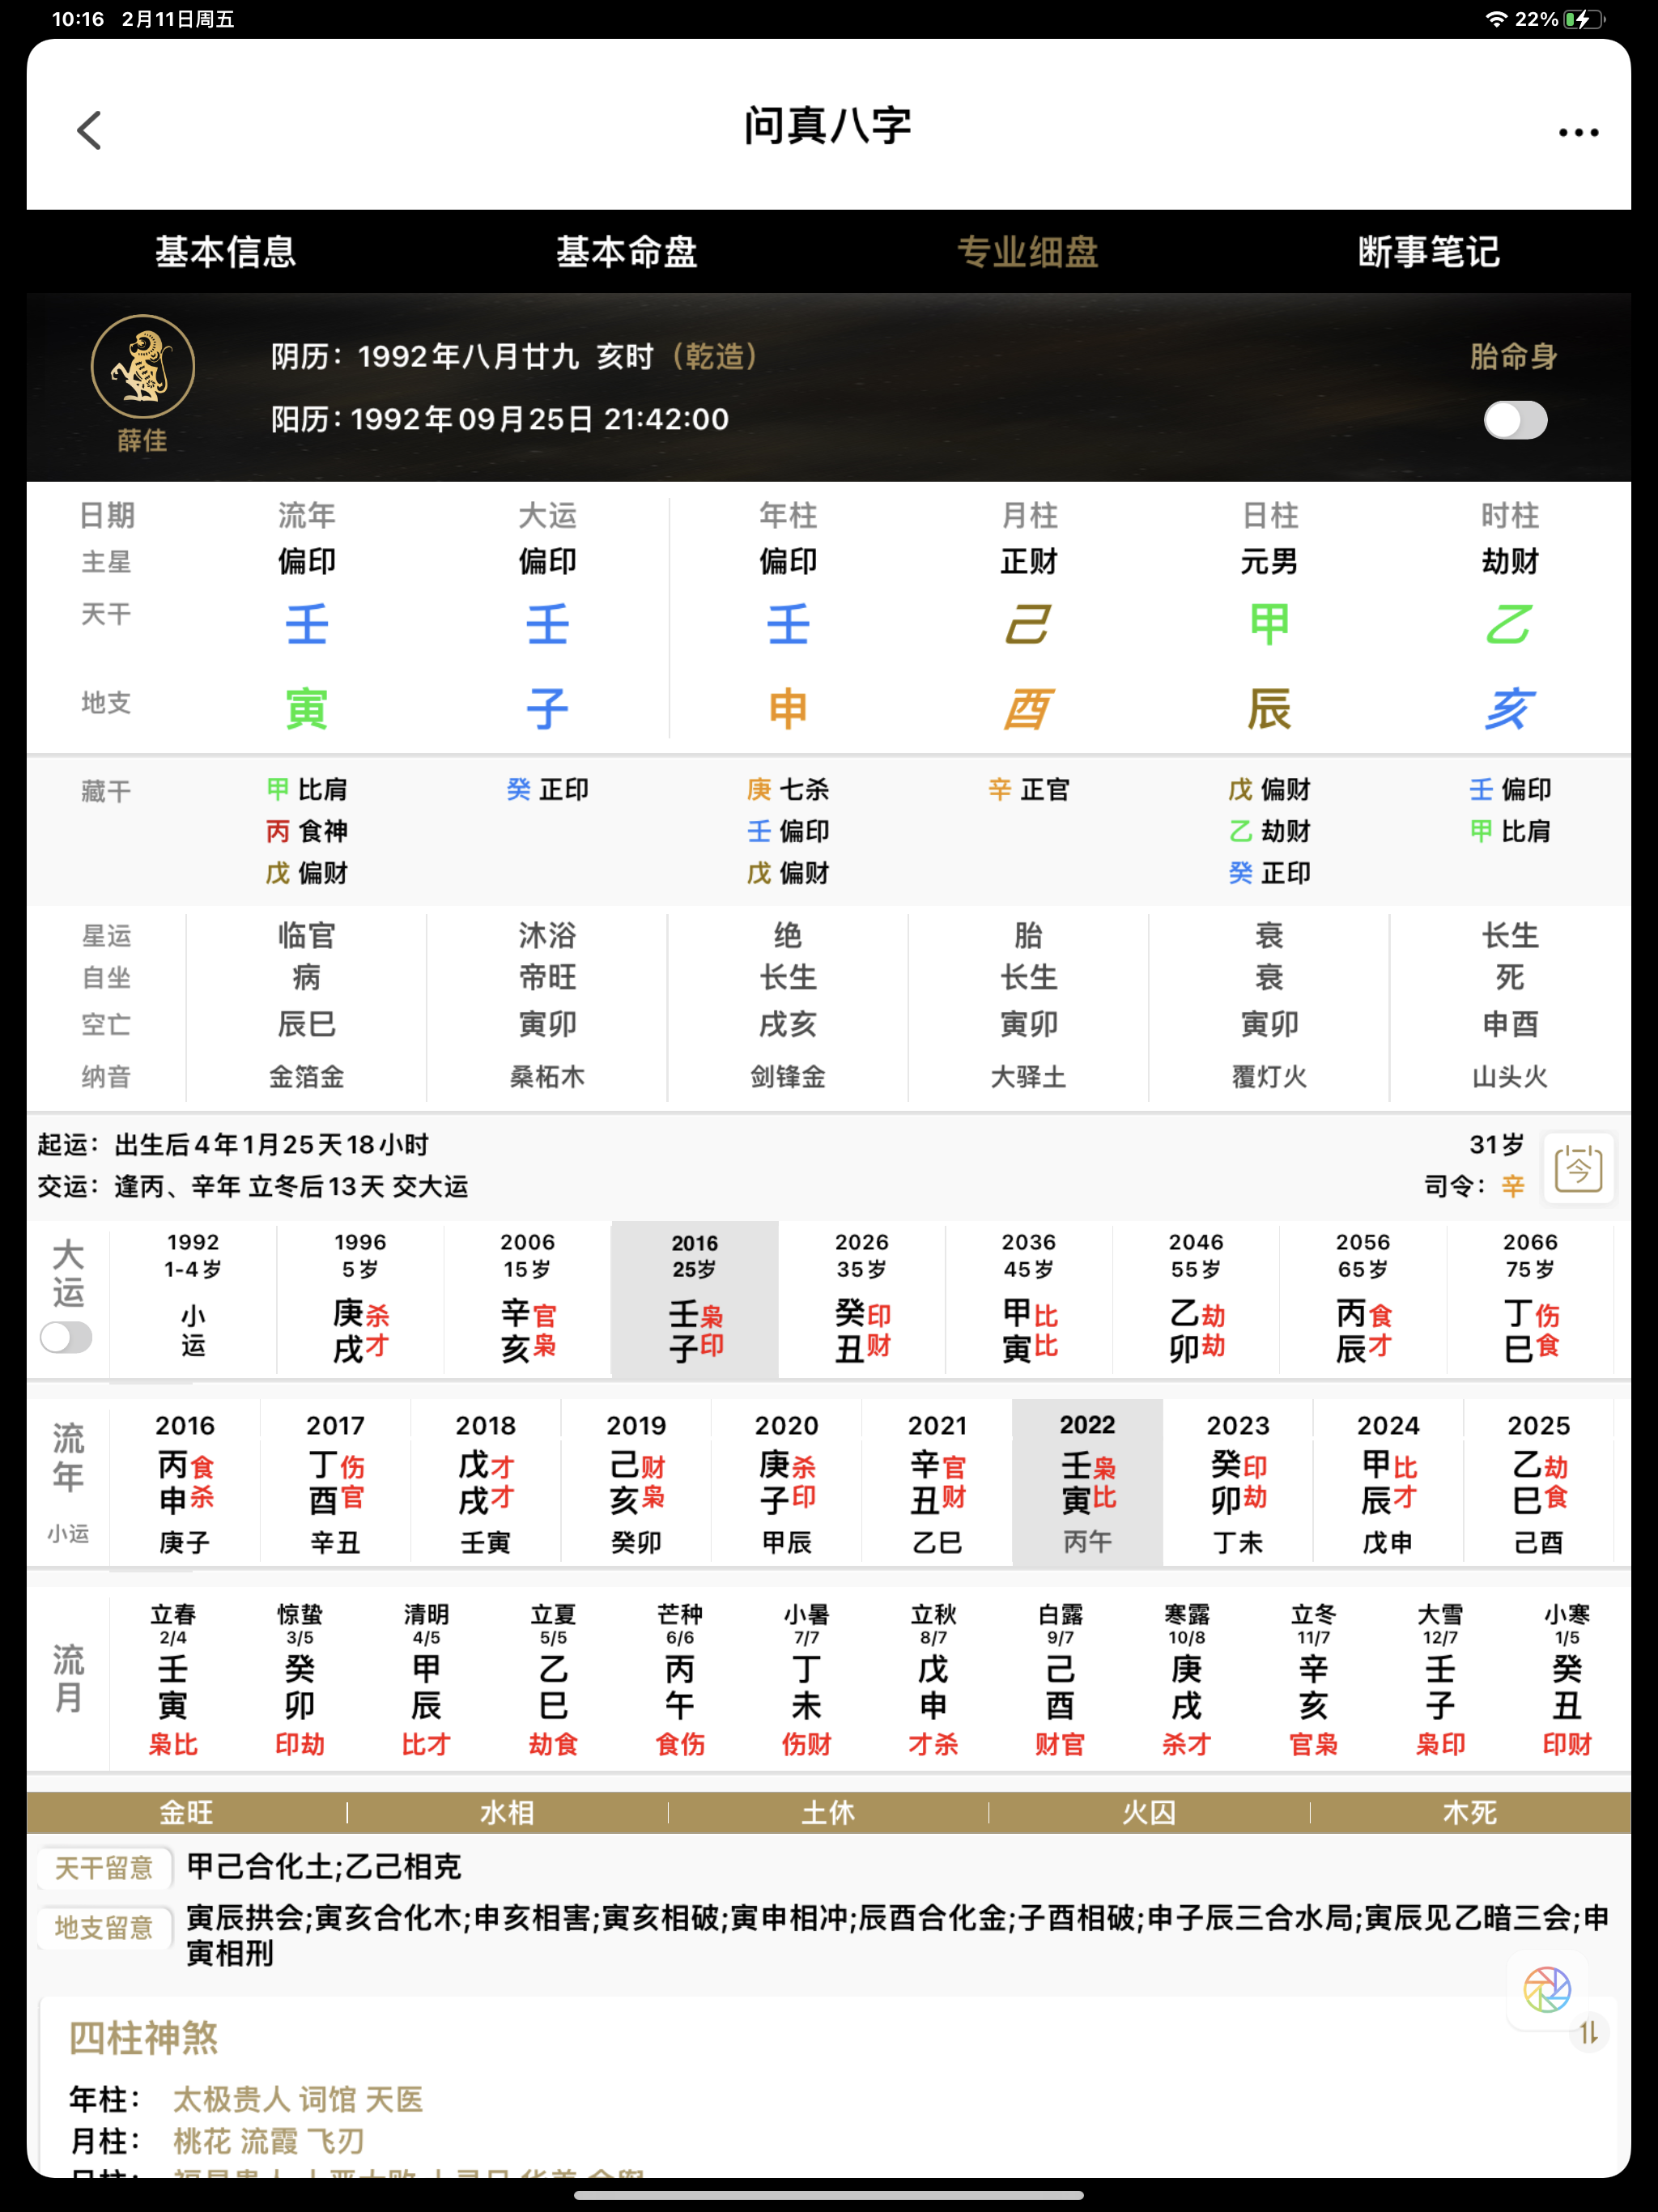 10:16 2月11日周五 22%
问真八字
基本信息 基本命盘 专业细盘 断事笔记
阴历：1992年八月廿九 亥时（乾造） 胎命身
阳历：1992年09月25日 21:42:00
薛佳
日期 流年 大运 年柱 月柱 日柱 时柱
主星 偏印 偏印 偏印 正财 元男 劫财
天干 壬 壬 壬 己 甲 乙
地支 寅 子 申 酉 辰 亥
藏干 甲 比肩 癸 正印 庚 七杀 辛 正官 戊 偏财 壬 偏印
丙 食神 壬 偏印 乙 劫财 甲 比肩
戊 偏财 戊 偏财 癸 正印
星运 临官 沐浴 绝 胎 衰 长生
自坐 病 帝旺 长生 长生 衰 死
空亡 辰巳 寅卯 戌亥 寅卯 寅卯 申酉
纳音 金箔金 桑柘木 剑锋金 大驿土 覆灯火 山头火
起运：出生后4年1月25天18小时 31岁
交运：逢丙、辛年 立冬后13天 交大运 司令：辛
今
大运
1992 1996 2006 2016 2026 2036 2046 2056 2066
1-4岁 5岁 15岁 25岁 35岁 45岁 55岁 65岁 75岁
小 庚杀 辛官 壬枭 癸印 甲比 乙劫 丙食 丁伤
运 戌才 亥枭 子印 丑财 寅比 卯劫 辰才 巳食
流年
2016 2017 2018 2019 2020 2021 2022 2023 2024 2025
丙食 丁伤 戊才 己财 庚杀 辛官 壬枭 癸印 甲比 乙劫
申杀 酉官 戌才 亥枭 子印 丑财 寅比 卯劫 辰才 巳食
小运 庚子 辛丑 壬寅 癸卯 甲辰 乙巳 丙午 丁未 戊申 己酉
流月
立春 惊蛰 清明 立夏 芒种 小暑 立秋 白露 寒露 立冬 大雪 小寒
2/4 3/5 4/5 5/5 6/6 7/7 8/7 9/7 10/8 11/7 12/7 1/5
壬 癸 甲 乙 丙 丁 戊 己 庚 辛 壬 癸
寅 卯 辰 巳 午 未 申 酉 戌 亥 子 丑
枭比 印劫 比才 劫食 食伤 伤财 才杀 财官 杀才 官枭 枭印 印财
金旺 水相 土休 火囚 木死
天干留意 甲己合化土;乙己相克
地支留意 寅辰拱会;寅亥合化木;申亥相害;寅亥相破;寅申相冲;辰酉合化金;子酉相破;申子辰三合水局;寅辰见乙暗三会;申
寅相刑
四柱神煞
年柱： 太极贵人 词馆 天医
月柱： 桃花 流霞 飞刃